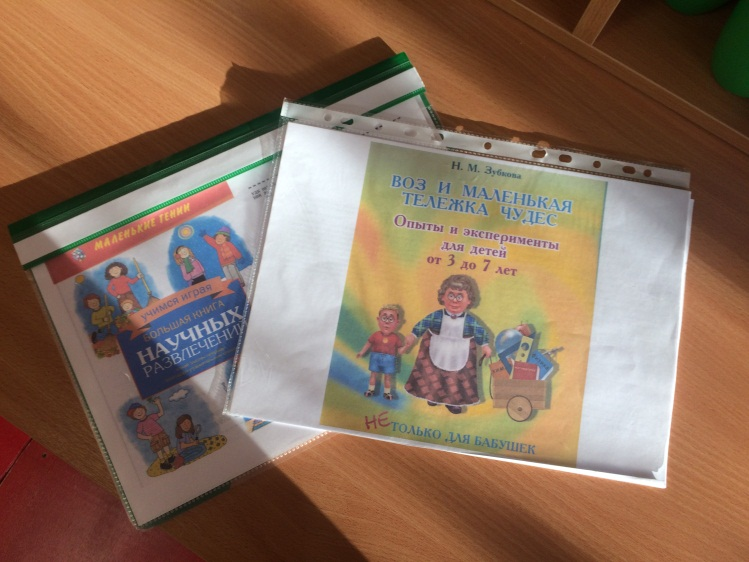 МАЛЕНЬКИЕ ГЕНИИ
УЧИМСЯ ИГРАЯ
БОЛЬШАЯ КНИГА
НАУЧНЫХ
РАЗВЛЕЧЕНИЙ
Н. М. Зубкова
ВОЗ И МАЛЕНЬКАЯ
ТЕЛЕЖКА ЧУДЕС
Опыты и эксперименты
для детей
от 3 до 7 лет
НЕ ТОЛЬКО ДЛЯ БАБУШЕК